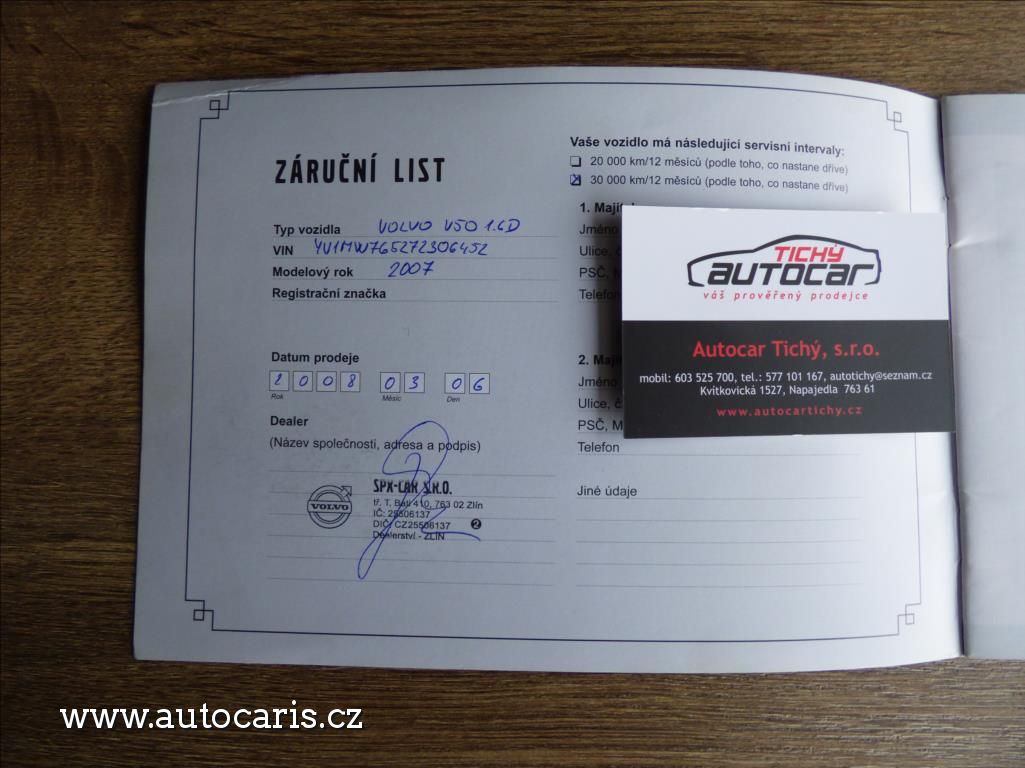 ZÁRUČNÍ LIST
Typ vozidla VOLVO V50 1.6D
VIN YV1MW765272306452
Modelový rok 2007
Registrační značka
Datum prodeje
2008 03 06
Rok Měsíc Den
Dealer
(Název společnosti, adresa a podpis)
VOLVO
SPX-CAR S.R.O.
tř. T. Bati 410, 763 02 Zlín
IČ: 25506137
DIČ: CZ25506137 2
Dealerství - ZLÍN
Vaše vozidlo má následující servisní intervaly:
20 000 km/12 měsíců (podle toho, co nastane dříve)
30 000 km/12 měsíců (podle toho, co nastane dříve)
1. Maji
Jméno
Ulice,
PSČ,
Telefon
2. Maji
Jméno
Ulice, č
PSČ, M
Telefon
Jiné údaje
TICHÝ
autocar
váš prověřený prodejce
Autocar Tichý, s.r.o.
mobil: 603 525 700, tel.: 577 101 167, autotichy@seznam.cz
Kvítkovická 1527, Napajedla 763 61
www.autocartichy.cz
www.autocaris.cz